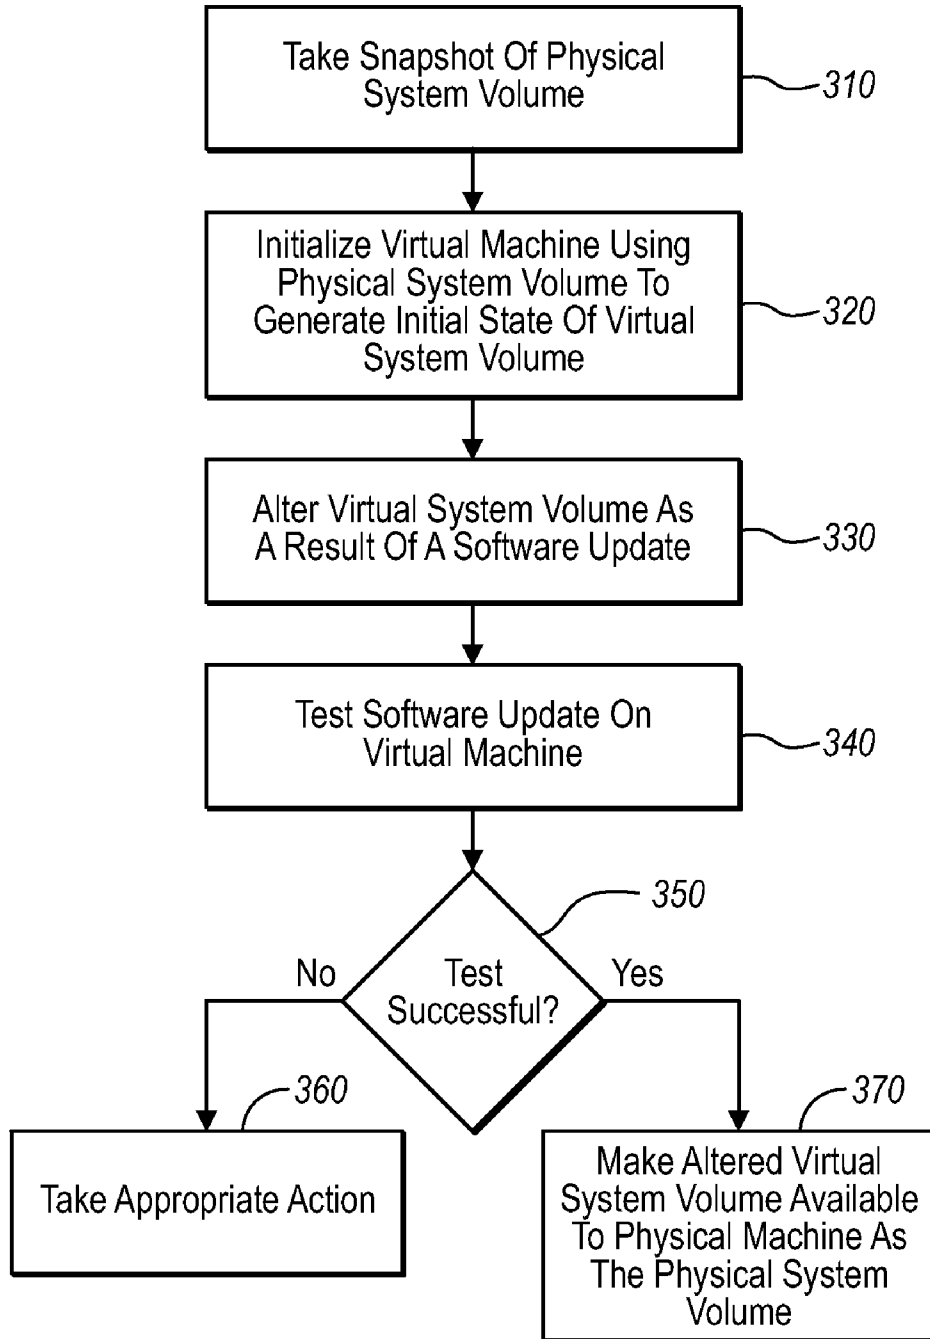 Take Snapshot Of Physical
System Volume
310
Initialize Virtual Machine Using
Physical System Volume To
Generate Initial State Of Virtual
System Volume
320
Alter Virtual System Volume As
A Result Of A Software Update
330
Test Software Update On
Virtual Machine
340
350
No
Test
Successful?
Yes
360
Take Appropriate Action
370
Make Altered Virtual
System Volume Available
To Physical Machine As
The Physical System
Volume